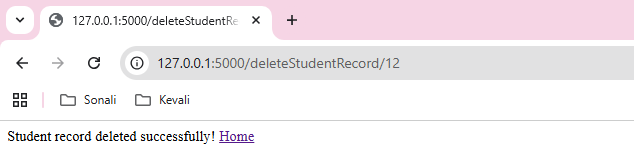 127.0.0.1:5000/deleteStudentRe
127.0.0.1:5000/deleteStudentRecord/12
Sonali Kevali
Student record deleted successfully! Home